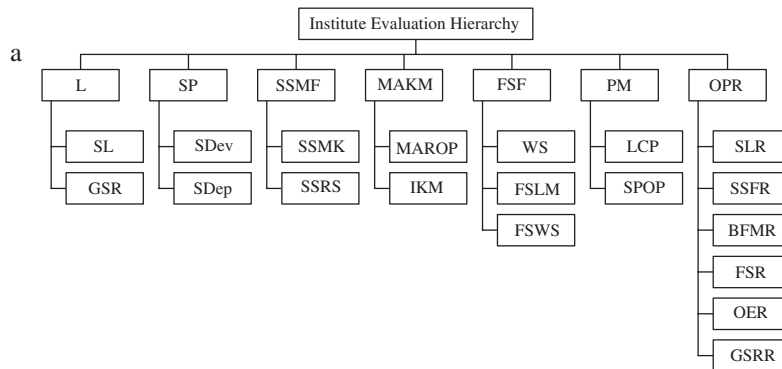 Institute Evaluation Hierarchy
a
L SP SSMF MAKM FSF PM OPR
SL SDev SSMK MAROP WS LCP SLR
GSR SDep SSRS IKM FSLM SPOP SSFR
FSWS BFMR
FSR
OER
GSRR